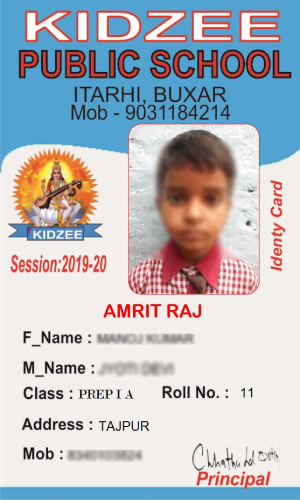 KIDZEE
PUBLIC SCHOOL
ITARHI, BUXAR
Mob - 9031184214
KIDZEE
Session:2019-20
Identy Card
AMRIT RAJ
F_Name :
M_Name :
Class : PREP I A Roll No. : 11
Address : TAJPUR
Mob :
Principal